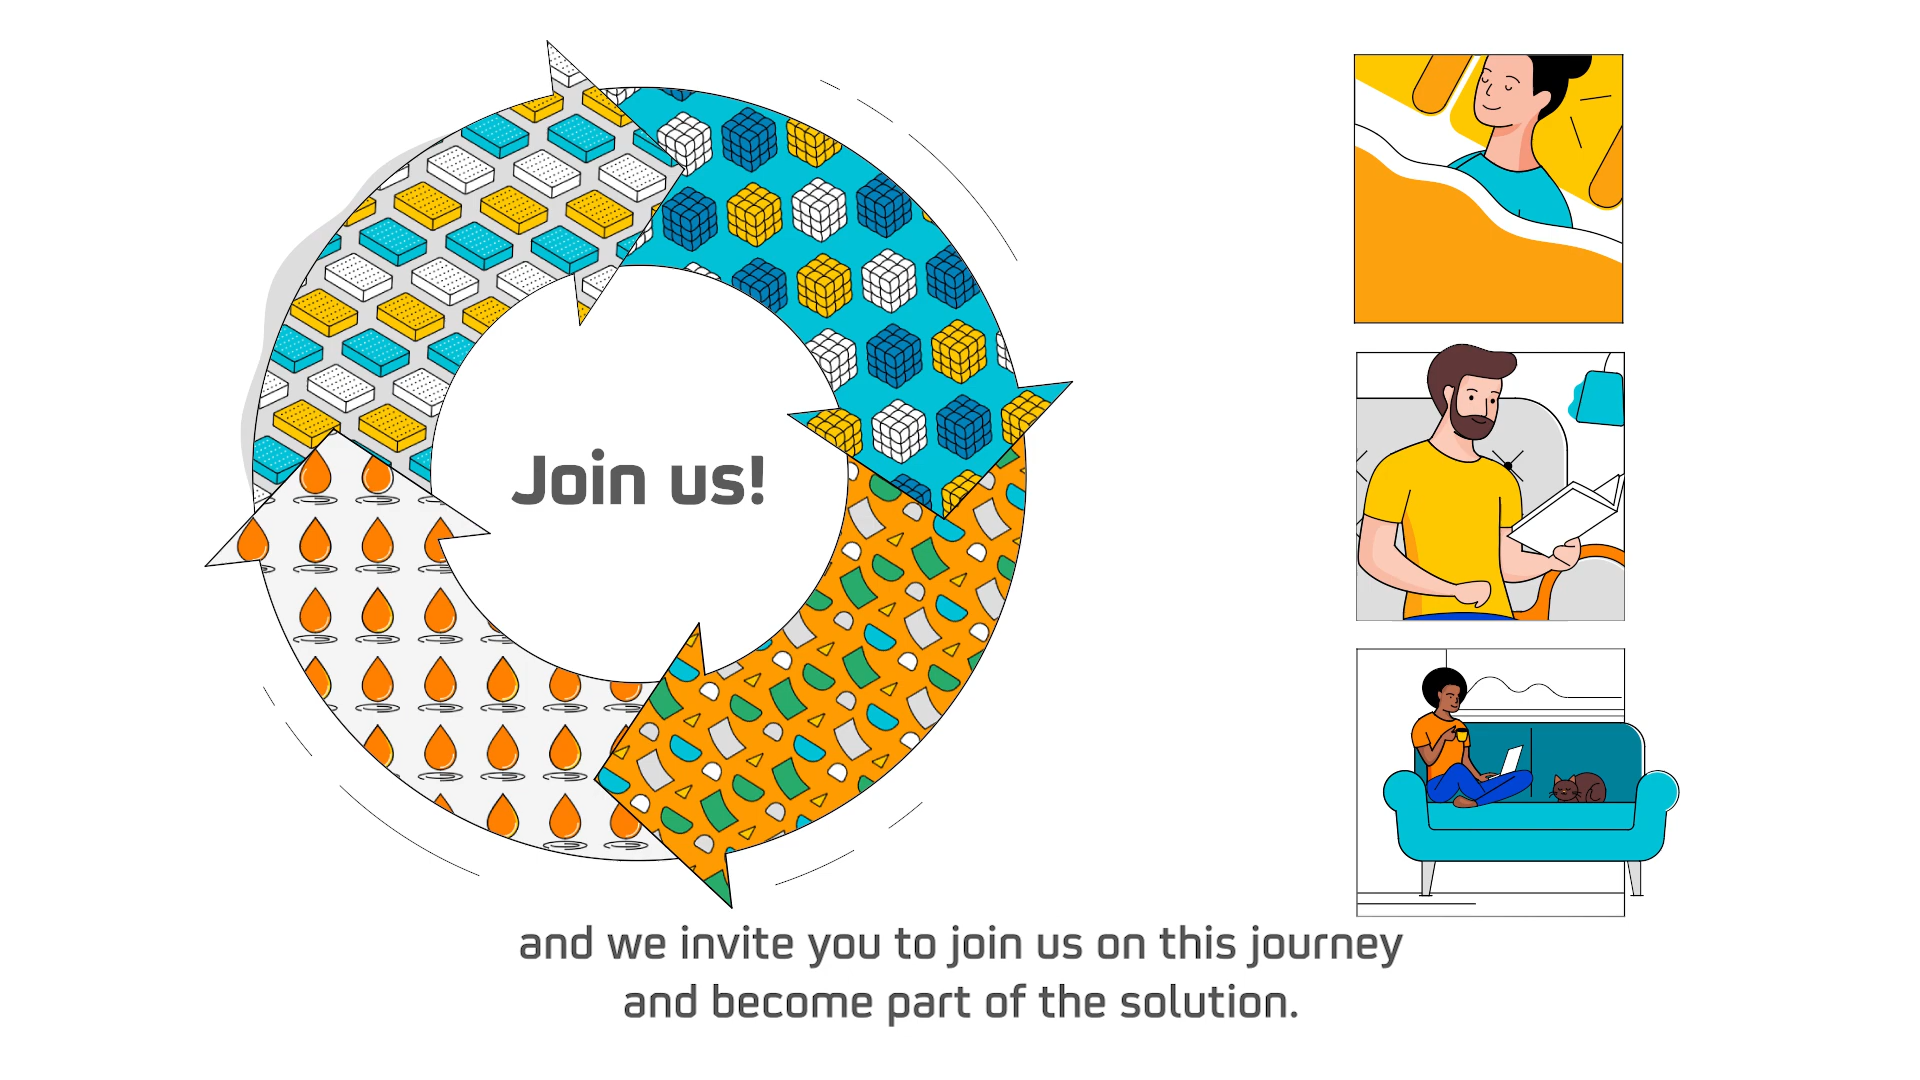 Join us!
and we invite you to join us on this journey
and become part of the solution.